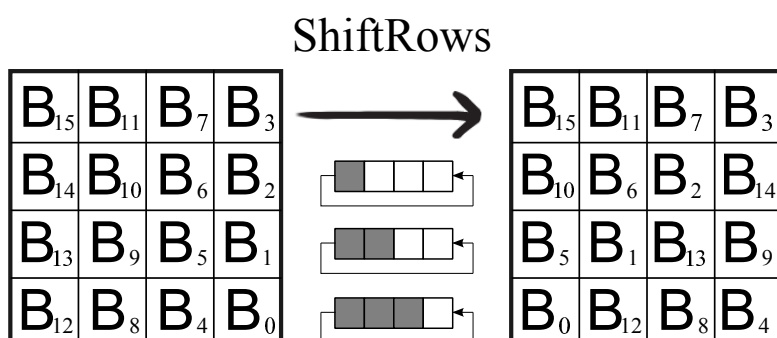 ShiftRows
B15 B11 B7 B3 B15 B11 B7 B3
B14 B10 B6 B2 B10 B6 B2 B14
B13 B9 B5 B1 B5 B1 B13 B9
B12 B8 B4 B0 B0 B12 B8 B4